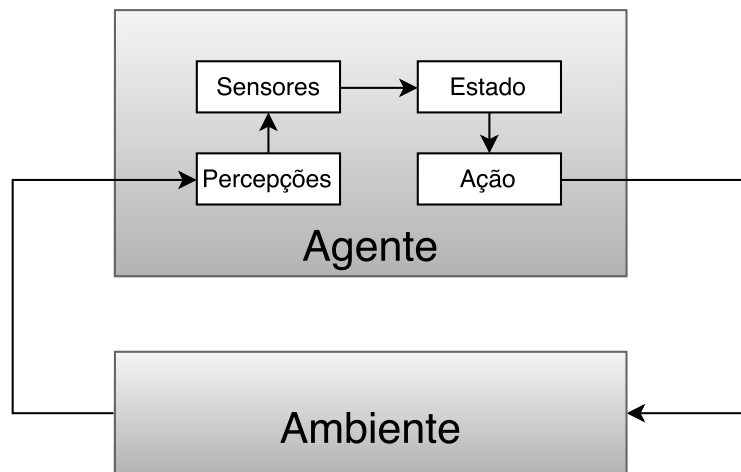 Sensores
Estado
Percepções
Ação
Agente
Ambiente